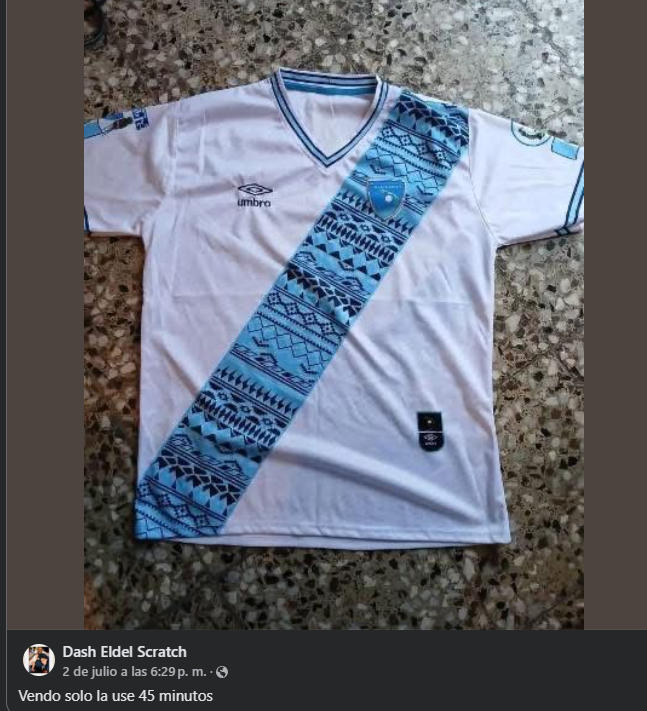 umbro
Dash Eldel Scratch
2 de julio a las 6:29 p. m. ·
Vendo solo la use 45 minutos